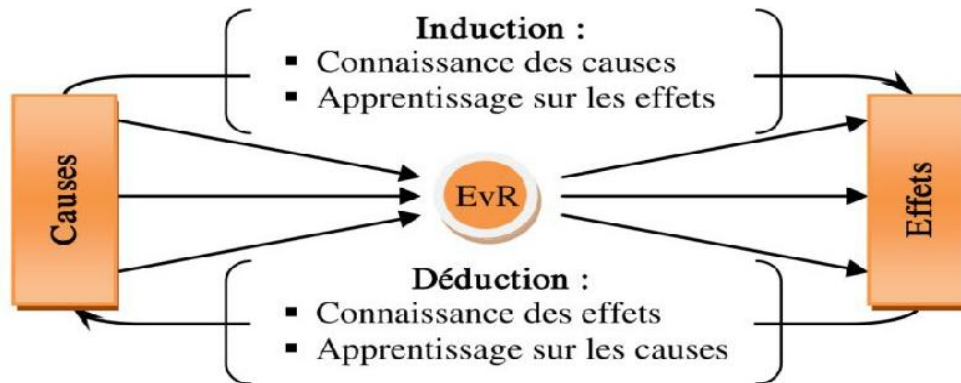 Induction :
▪ Connaissance des causes
▪ Apprentissage sur les effets
Causes
EvR
Effets
Déduction :
▪ Connaissance des effets
▪ Apprentissage sur les causes